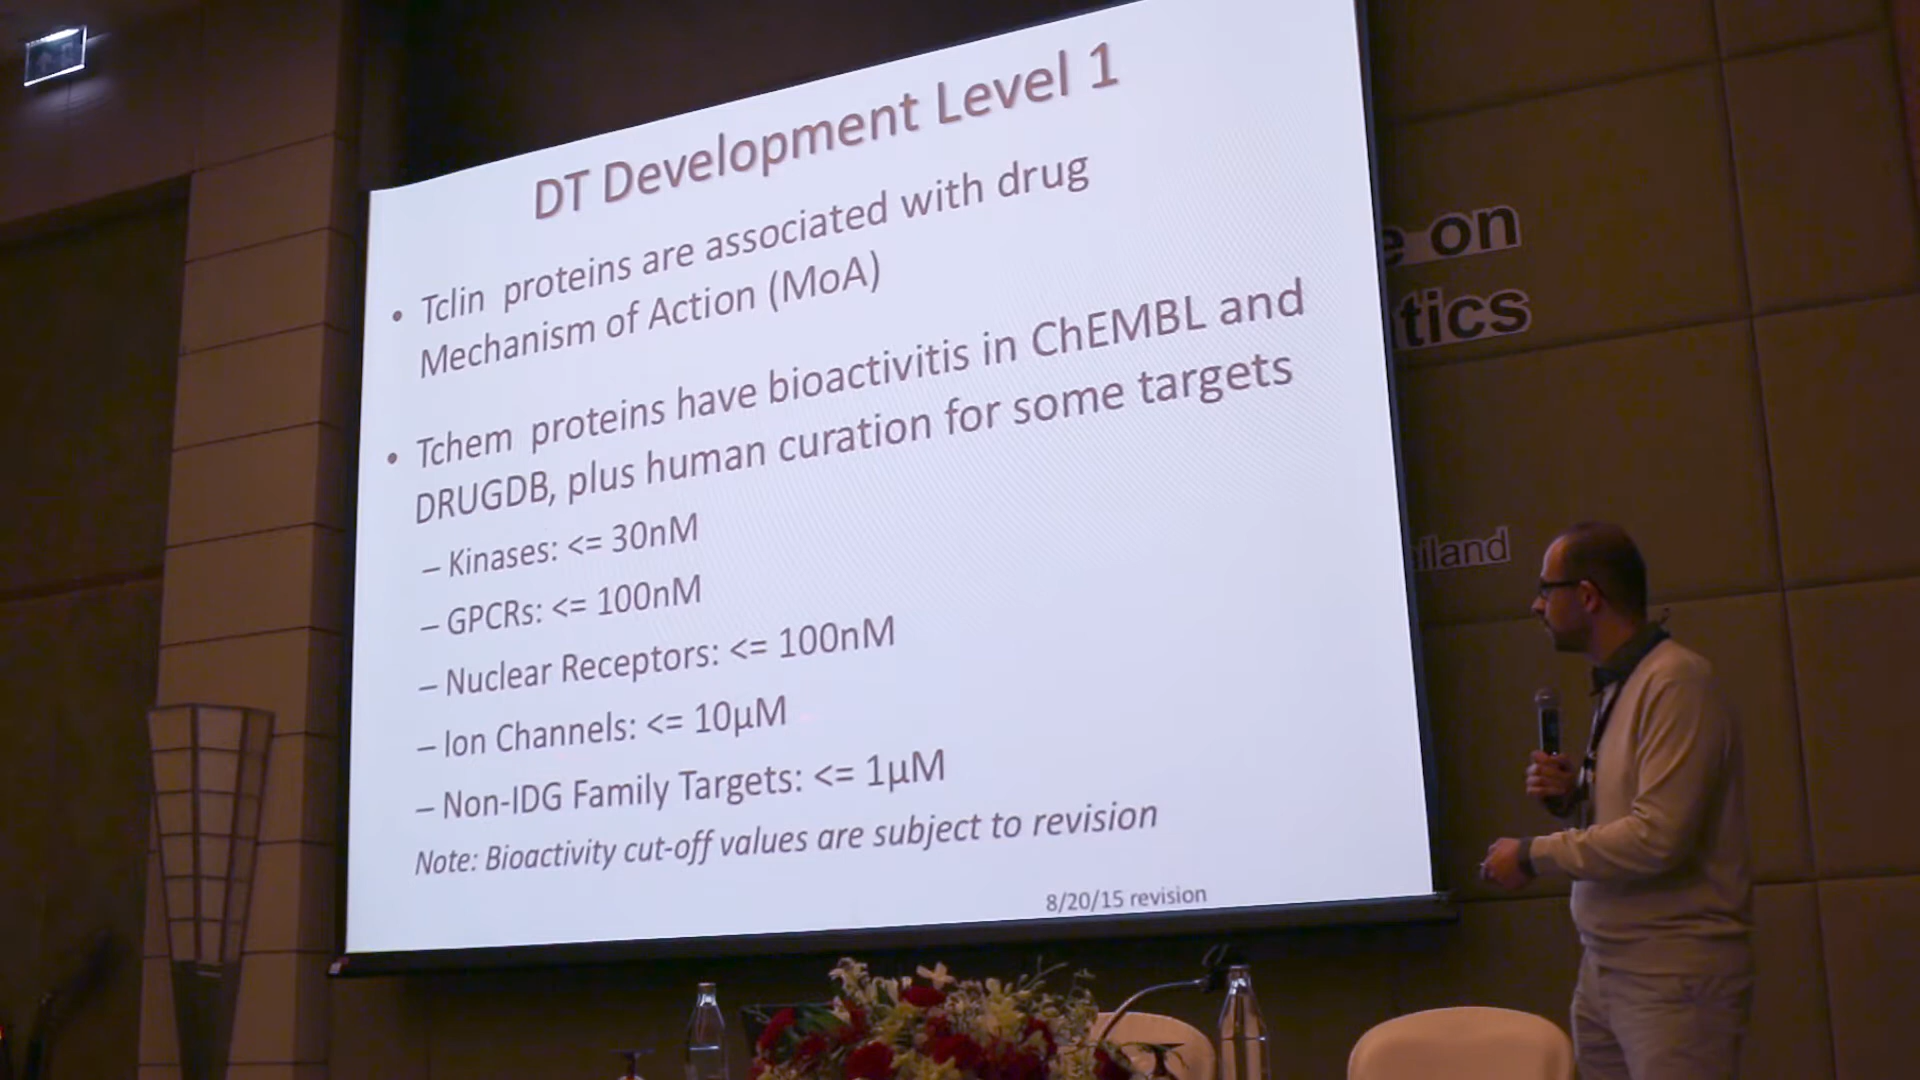 DT Development Level 1
• Tclin proteins are associated with drug
Mechanism of Action (MoA)
• Tchem proteins have bioactivitis in ChEMBL and
DRUGDB, plus human curation for some targets
– Kinases: <= 30nM
– GPCRs: <= 100nM
– Nuclear Receptors: <= 100nM
– Ion Channels: <= 10µM
– Non-IDG Family Targets: <= 1µM
Note: Bioactivity cut-off values are subject to revision
8/20/15 revision
e on
tics
iland